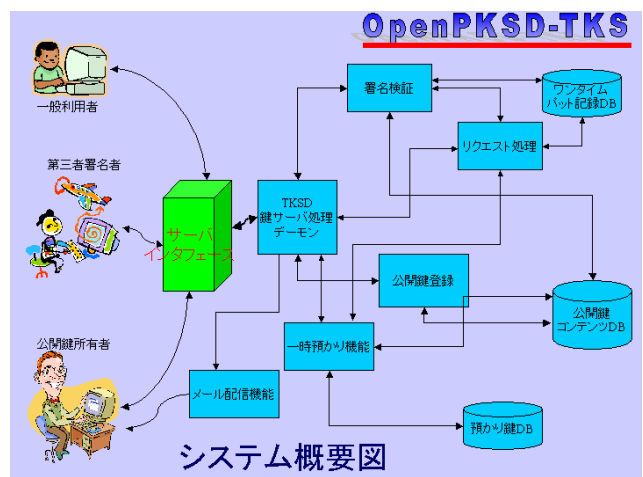 OpenPKSD-TKS
一般利用者
署名検証
ワンタイム
パット記録DB
リクエスト処理
第三者署名者
TKSD
鍵サーバ処理
デーモン
サーバ
インタフェース
公開鍵登録
公開鍵
コンテンツDB
公開鍵所有者
一時預かり機能
メール配信機能
預かり鍵DB
システム概要図